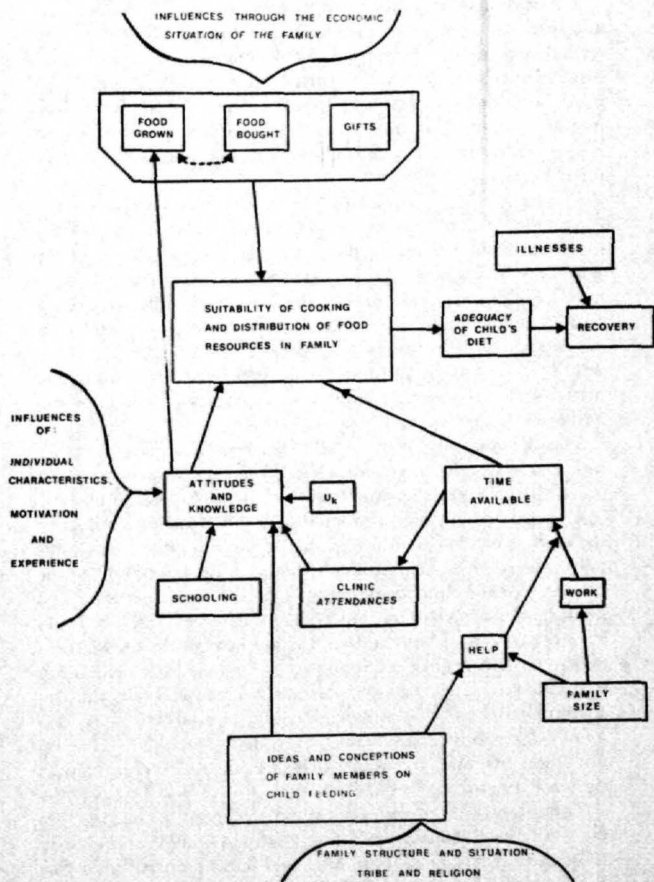 INFLUENCES THROUGH THE ECONOMIC
SITUATION OF THE FAMILY
FOOD
GROWN
FOOD
BOUGHT
GIFTS
ILLNESSES
SUITABILITY OF COOKING
AND DISTRIBUTION OF FOOD
RESOURCES IN FAMILY
ADEQUACY
OF CHILD'S
DIET
RECOVERY
INFLUENCES
OF:
INDIVIDUAL
CHARACTERISTICS
MOTIVATION
AND
EXPERIENCE
ATTITUDES
AND
KNOWLEDGE
Uk
TIME
AVAILABLE
SCHOOLING
CLINIC
ATTENDANCES
WORK
HELP
FAMILY
SIZE
IDEAS AND CONCEPTIONS
OF FAMILY MEMBERS ON
CHILD FEEDING
FAMILY STRUCTURE AND SITUATION
TRIBE AND RELIGION